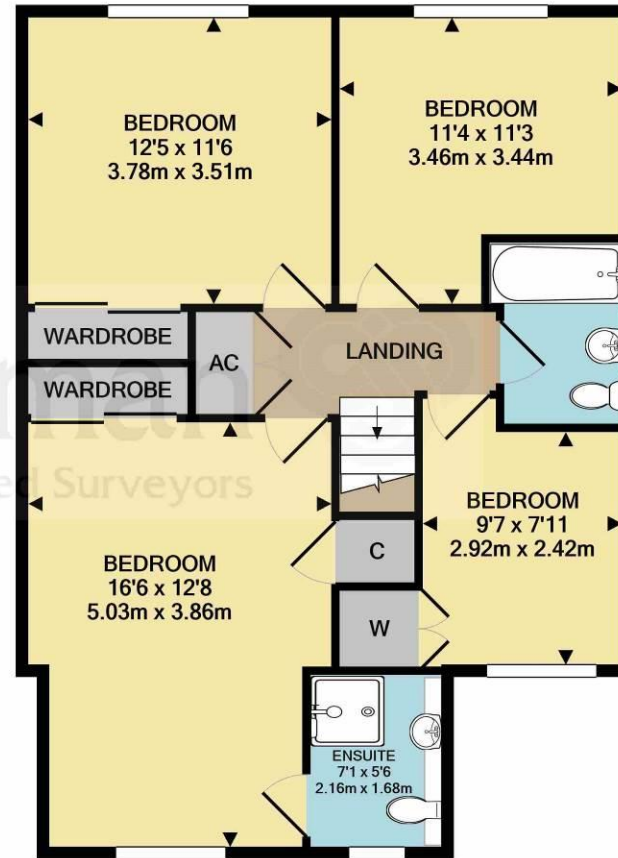 BEDROOM
12'5 x 11'6
3.78m x 3.51m
BEDROOM
11'4 x 11'3
3.46m x 3.44m
WARDROBE
WARDROBE
AC
LANDING
BEDROOM
16'6 x 12'8
5.03m x 3.86m
C
W
BEDROOM
9'7 x 7'11
2.92m x 2.42m
ENSUITE
7'1 x 5'6
2.16m x 1.68m
Surveyors